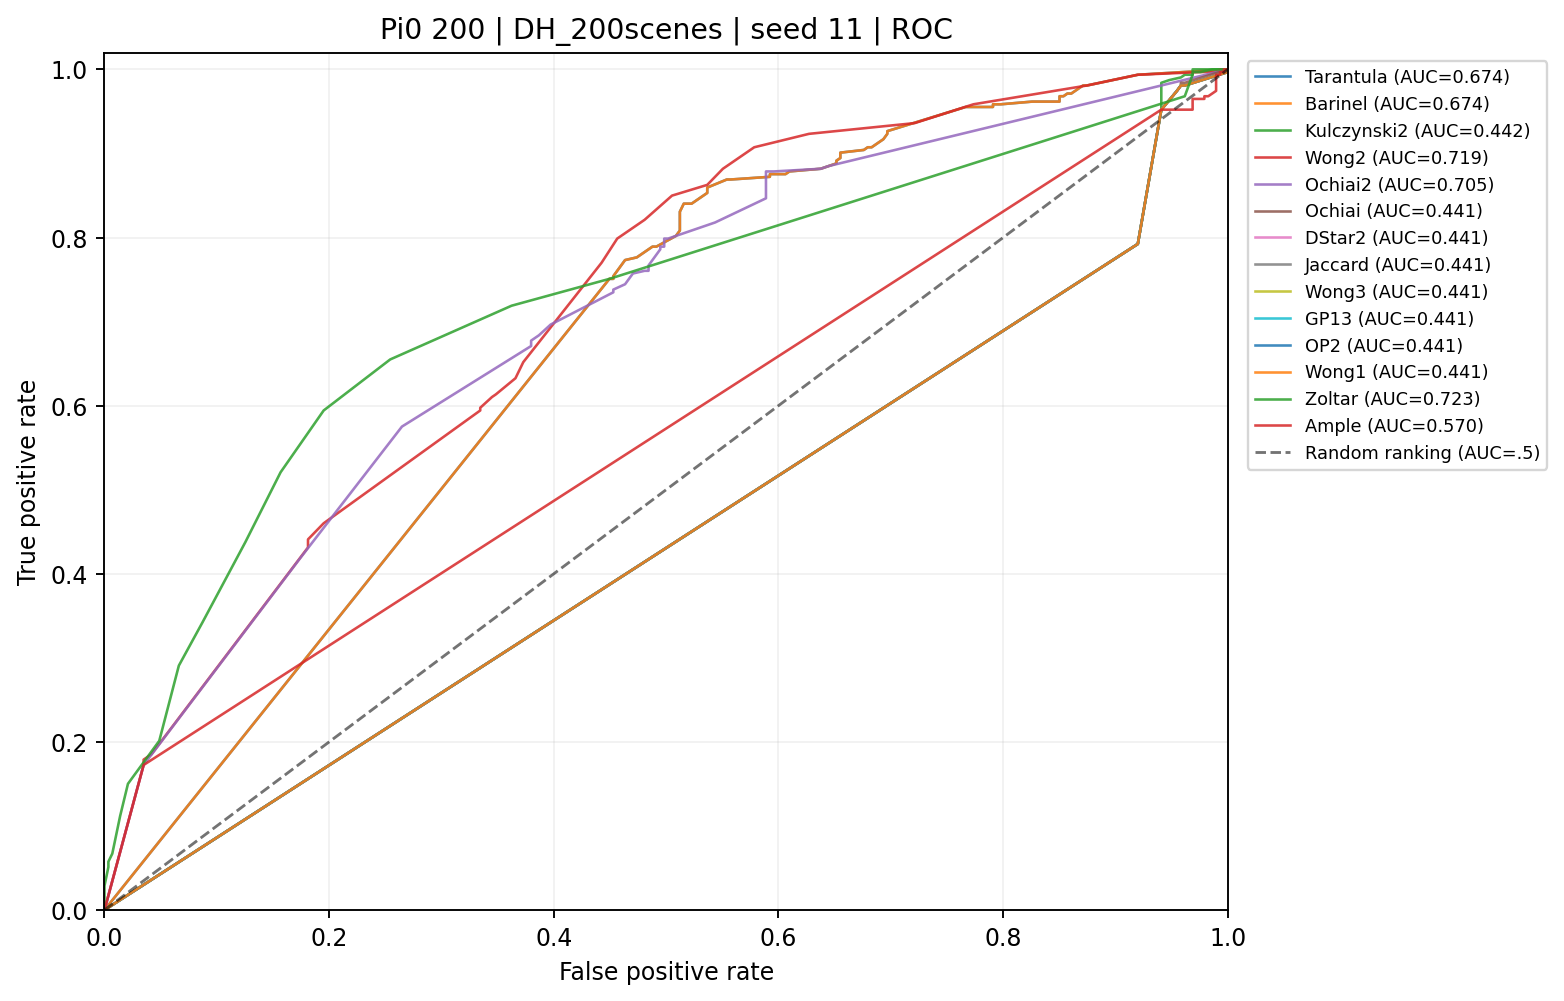 Pi0 200 | DH_200scenes | seed 11 | ROC
1.0
0.8
0.6
0.4
0.2
0.0
True positive rate
0.0 0.2 0.4 0.6 0.8 1.0
False positive rate
Tarantula (AUC=0.674)
Barinel (AUC=0.674)
Kulczynski2 (AUC=0.442)
Wong2 (AUC=0.719)
Ochiai2 (AUC=0.705)
Ochiai (AUC=0.441)
DStar2 (AUC=0.441)
Jaccard (AUC=0.441)
Wong3 (AUC=0.441)
GP13 (AUC=0.441)
OP2 (AUC=0.441)
Wong1 (AUC=0.441)
Zoltar (AUC=0.723)
Ample (AUC=0.570)
Random ranking (AUC=.5)